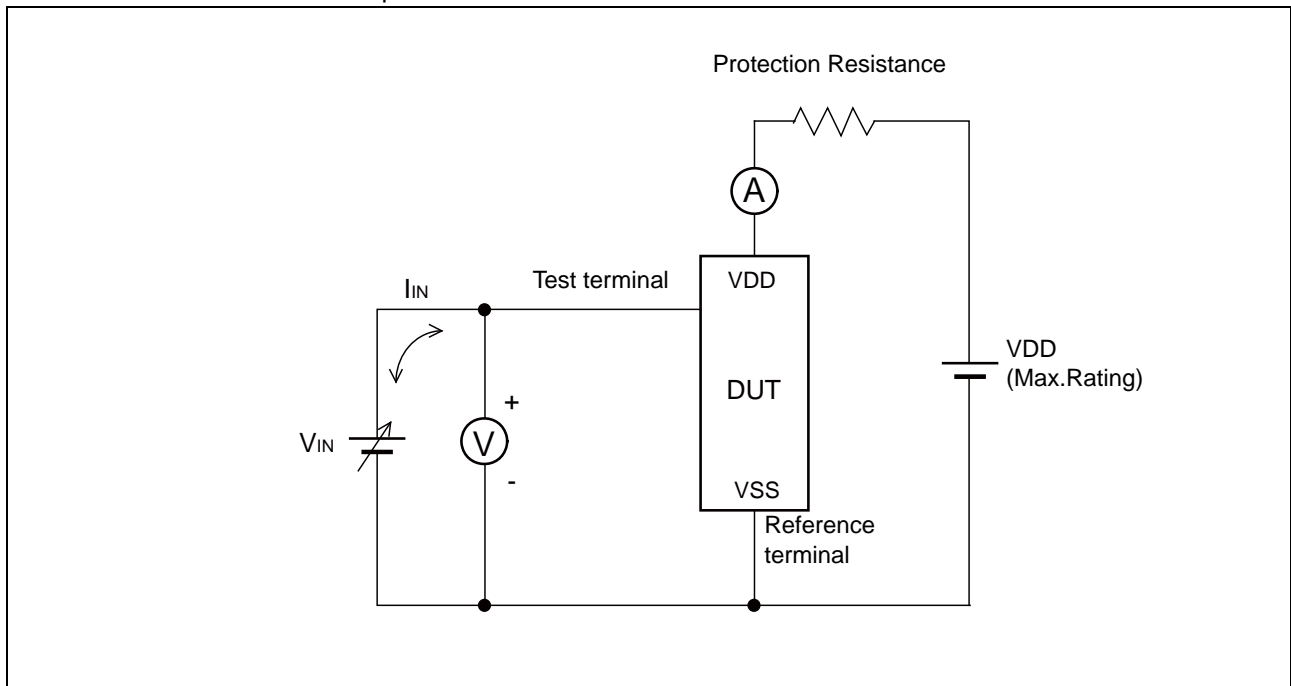 Protection Resistance
A
Test terminal
VDD
IIN
VDD
(Max.Rating)
DUT
+
VIN
V
-
VSS
Reference
terminal